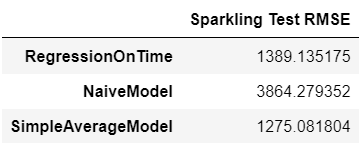 Sparkling Test RMSE
RegressionOnTime 1389.135175
NaiveModel 3864.279352
SimpleAverageModel 1275.081804